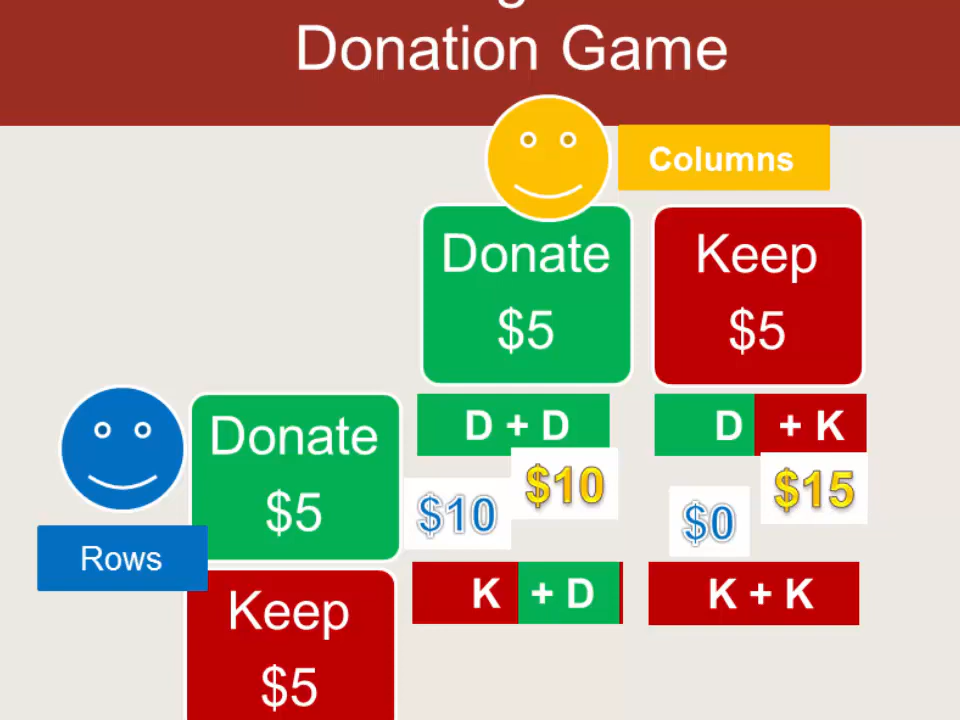 Donation Game
Columns
Donate
$5
Keep
$5
Rows
Donate
$5
D + D
$10
$10
D + K
$0
$15
Keep
$5
K + D
K + K